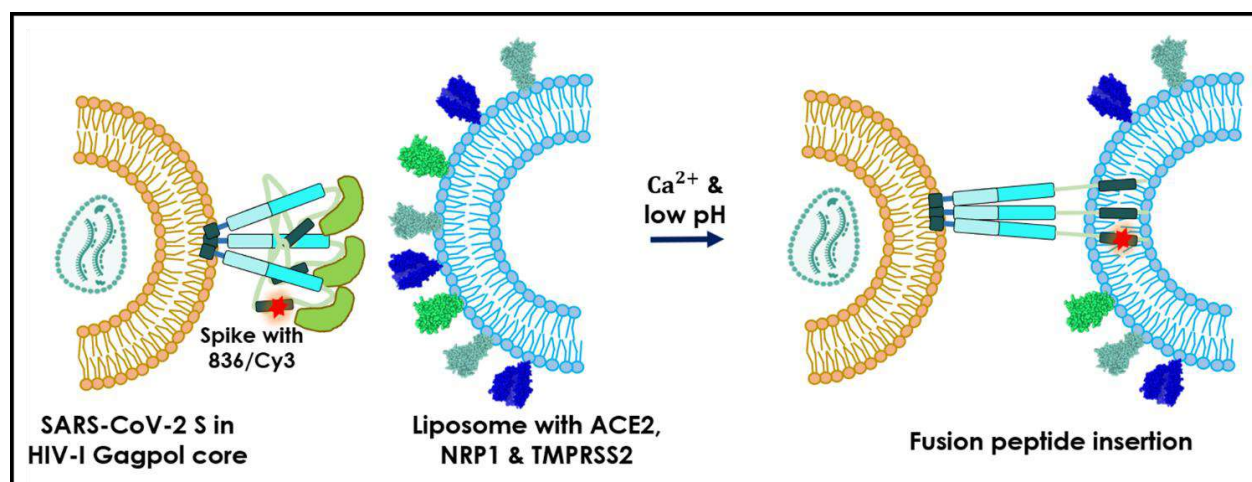 Spike with
836/Cy3
SARS-CoV-2 S in
HIV-I Gagpol core
Liposome with ACE2,
NRP1 & TMPRSS2
Ca²⁺ &
low pH
Fusion peptide insertion